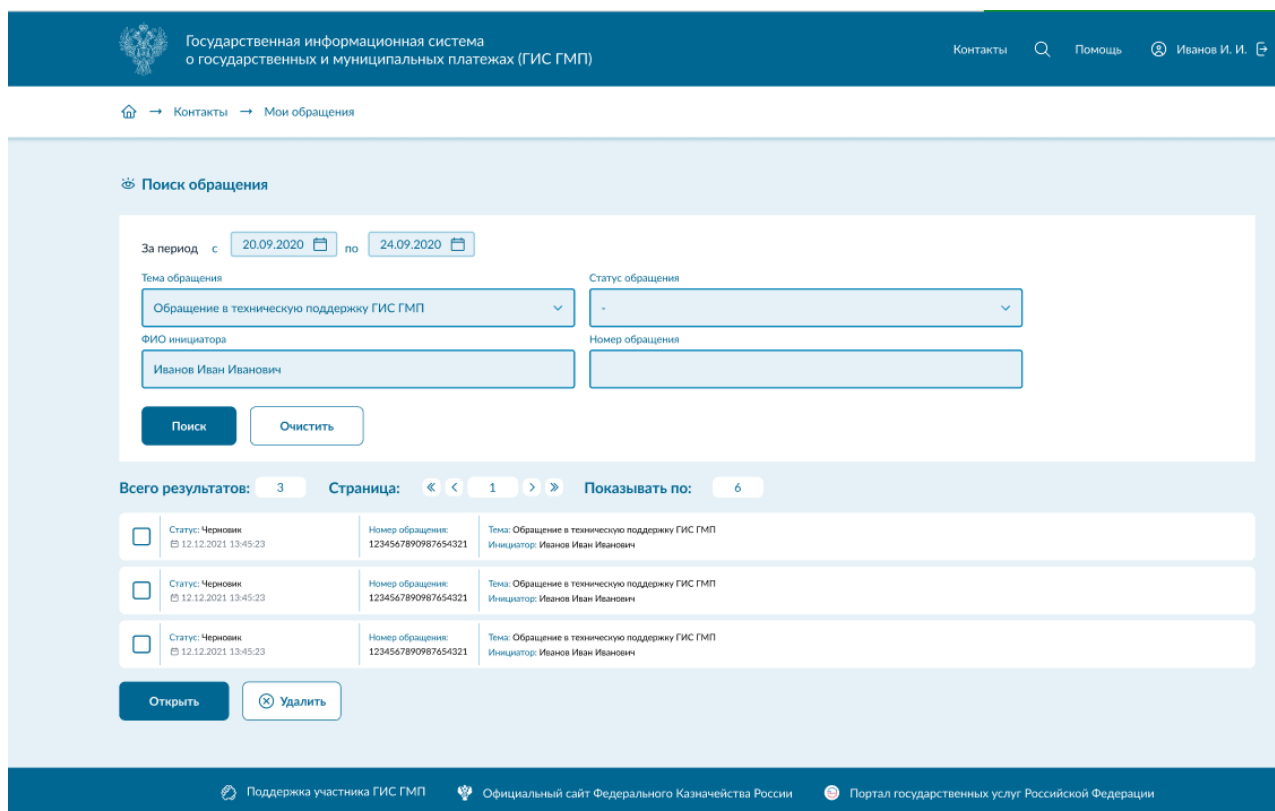 Государственная информационная система
о государственных и муниципальных платежах (ГИС ГМП)
Контакты Помощь Иванов И. И.
→ Контакты → Мои обращения
Поиск обращения
За период с 20.09.2020 по 24.09.2020
Тема обращения Статус обращения
Обращение в техническую поддержку ГИС ГМП -
ФИО инициатора Номер обращения
Иванов Иван Иванович
Поиск Очистить
Всего результатов: 3 Страница: « < 1 > » Показывать по: 6
Статус: Черновик Номер обращения: Тема: Обращение в техническую поддержку ГИС ГМП
12.12.2021 13:45:23 1234567890987654321 Инициатор: Иванов Иван Иванович
Статус: Черновик Номер обращения: Тема: Обращение в техническую поддержку ГИС ГМП
12.12.2021 13:45:23 1234567890987654321 Инициатор: Иванов Иван Иванович
Статус: Черновик Номер обращения: Тема: Обращение в техническую поддержку ГИС ГМП
12.12.2021 13:45:23 1234567890987654321 Инициатор: Иванов Иван Иванович
Открыть Удалить
Поддержка участника ГИС ГМП Официальный сайт Федерального Казначейства России Портал государственных услуг Российской Федерации